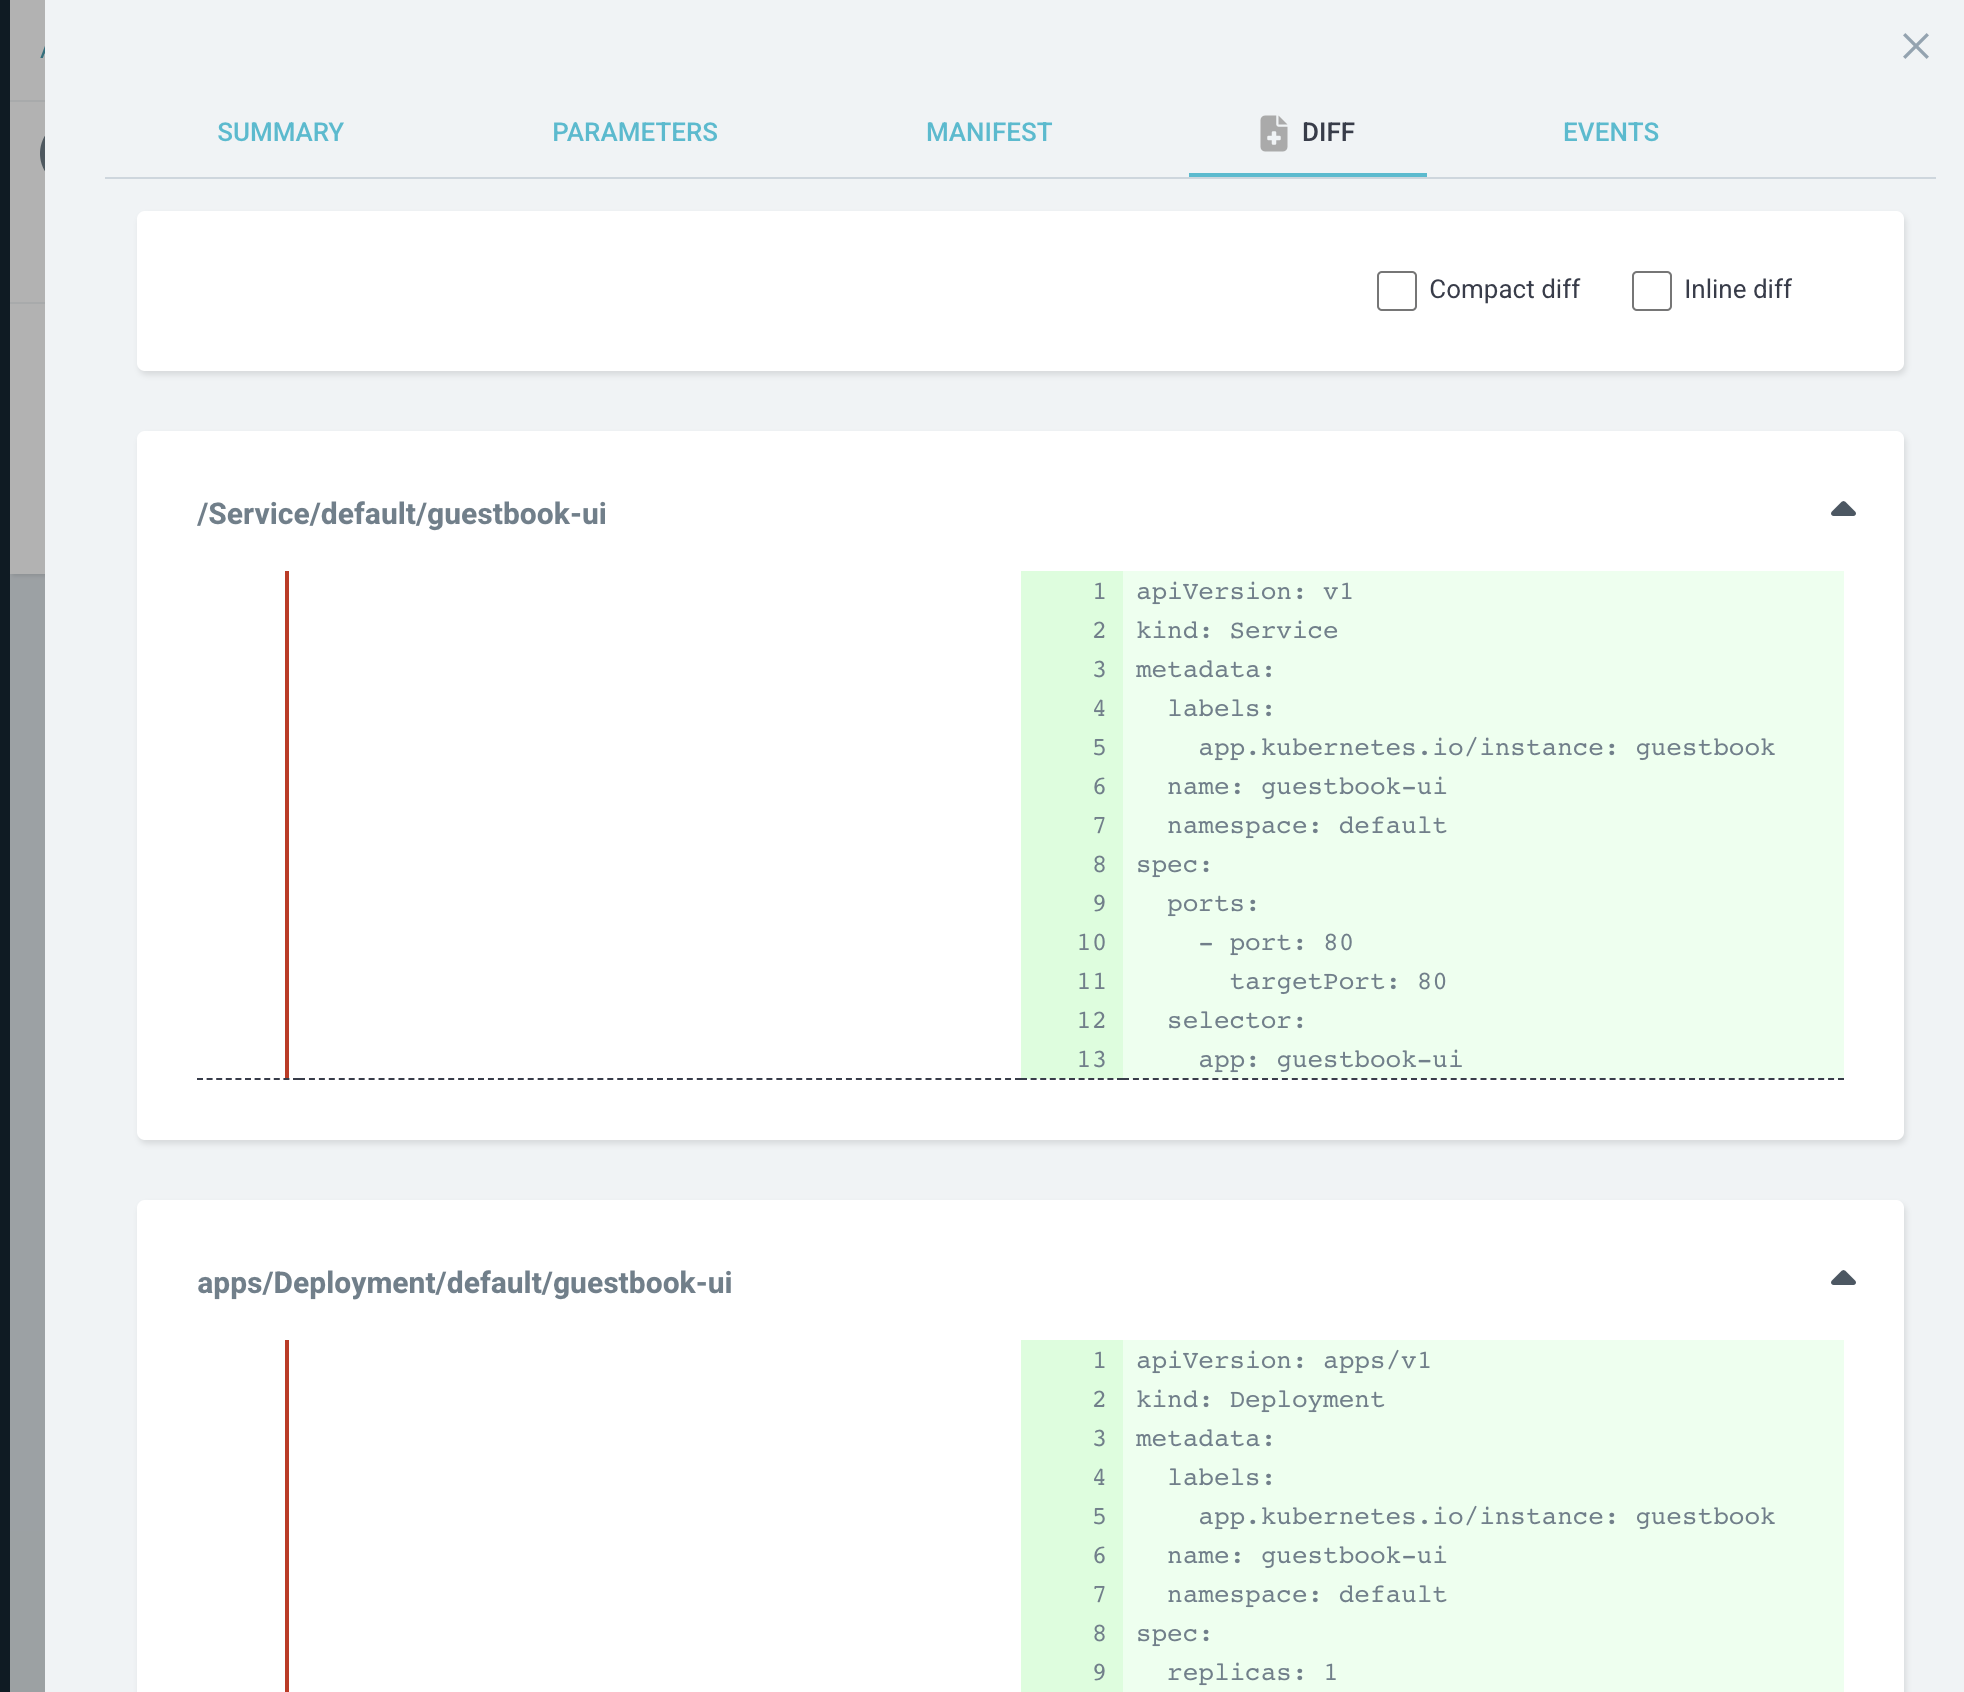 SUMMARY PARAMETERS MANIFEST DIFF EVENTS
Compact diff Inline diff
/Service/default/guestbook-ui
1 apiVersion: v1
2 kind: Service
3 metadata:
4   labels:
5     app.kubernetes.io/instance: guestbook
6   name: guestbook-ui
7   namespace: default
8 spec:
9   ports:
10     - port: 80
11       targetPort: 80
12   selector:
13     app: guestbook-ui
apps/Deployment/default/guestbook-ui
1 apiVersion: apps/v1
2 kind: Deployment
3 metadata:
4   labels:
5     app.kubernetes.io/instance: guestbook
6   name: guestbook-ui
7   namespace: default
8 spec:
9   replicas: 1